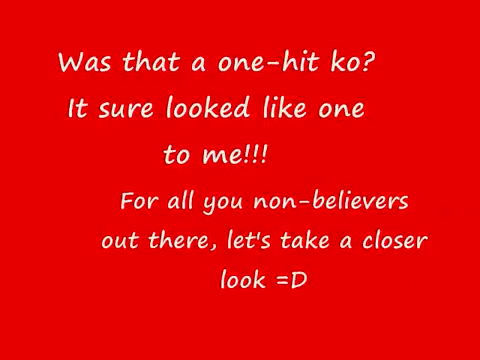 Was that a one-hit ko?
It sure looked like one
to me!!!
For all you non-believers
out there, let's take a closer
look =D